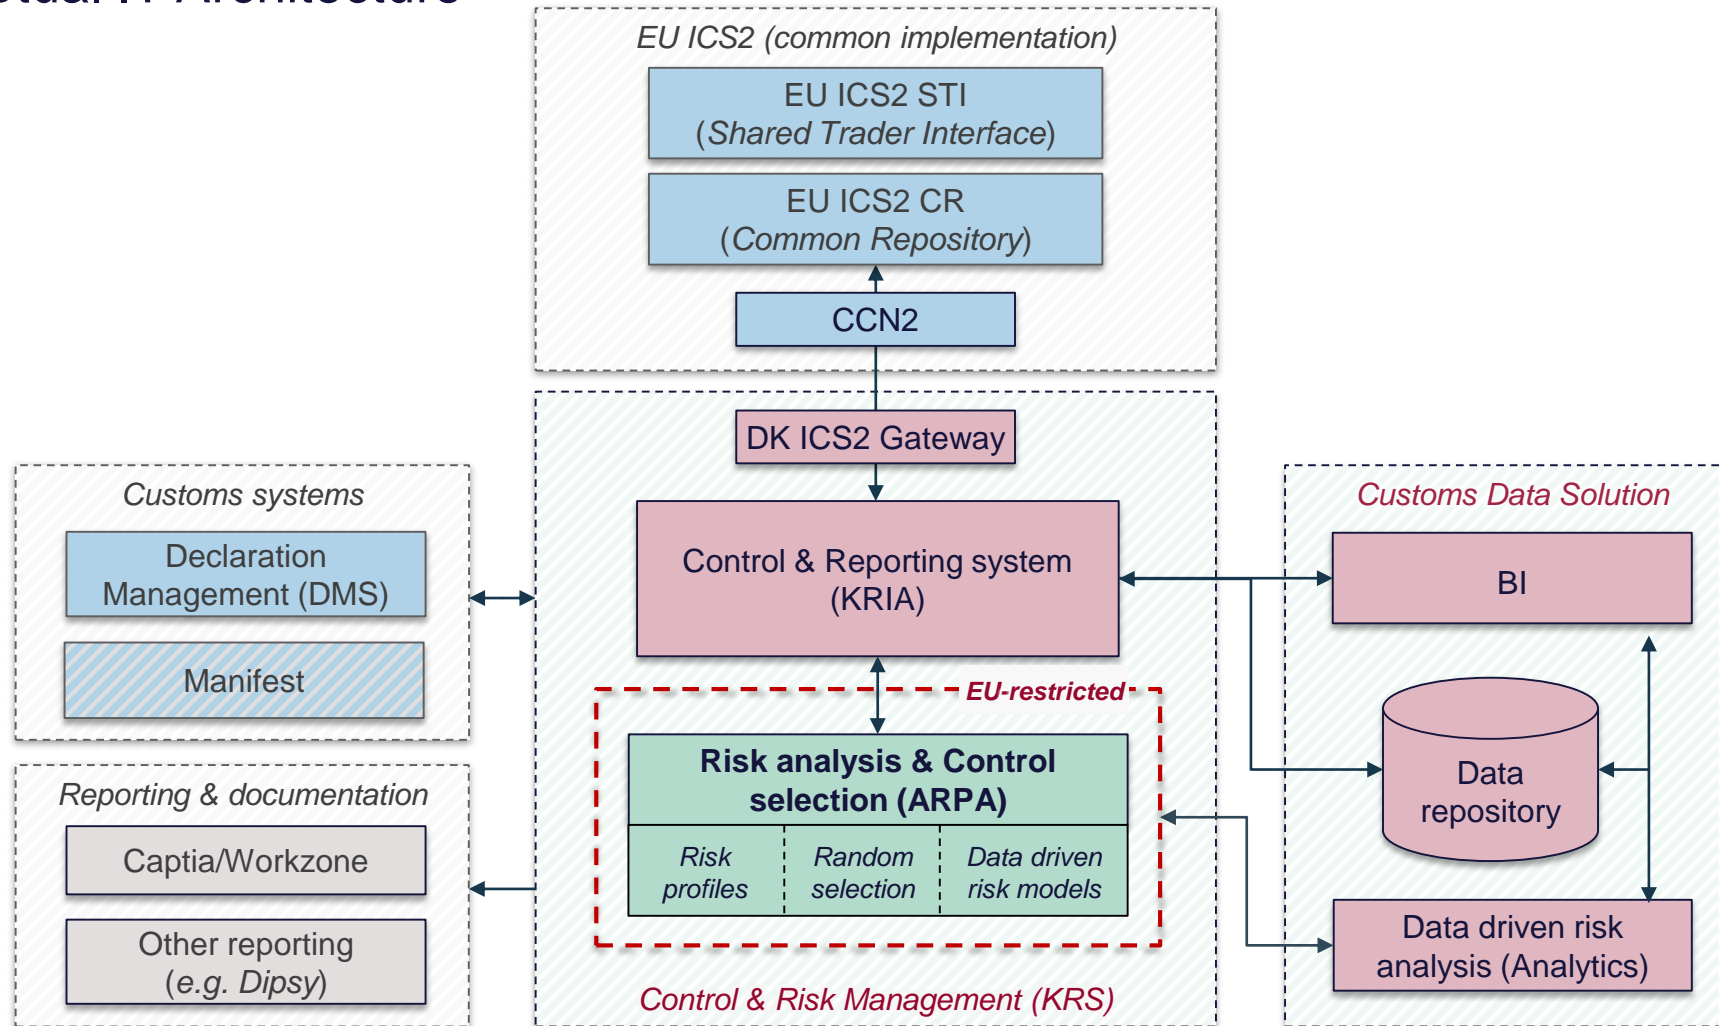 IT Architecture
EU ICS2 (common implementation)
EU ICS2 STI
(Shared Trader Interface)
EU ICS2 CR
(Common Repository)
CCN2
DK ICS2 Gateway
Control & Reporting system
(KRIA)
EU-restricted
Risk analysis & Control
selection (ARPA)
Risk
profiles
Random
selection
Data driven
risk models
Control & Risk Management (KRS)
Customs systems
Declaration
Management (DMS)
Manifest
Reporting & documentation
Captia/Workzone
Other reporting
(e.g. Dipsy)
Customs Data Solution
BI
Data
repository
Data driven risk
analysis (Analytics)